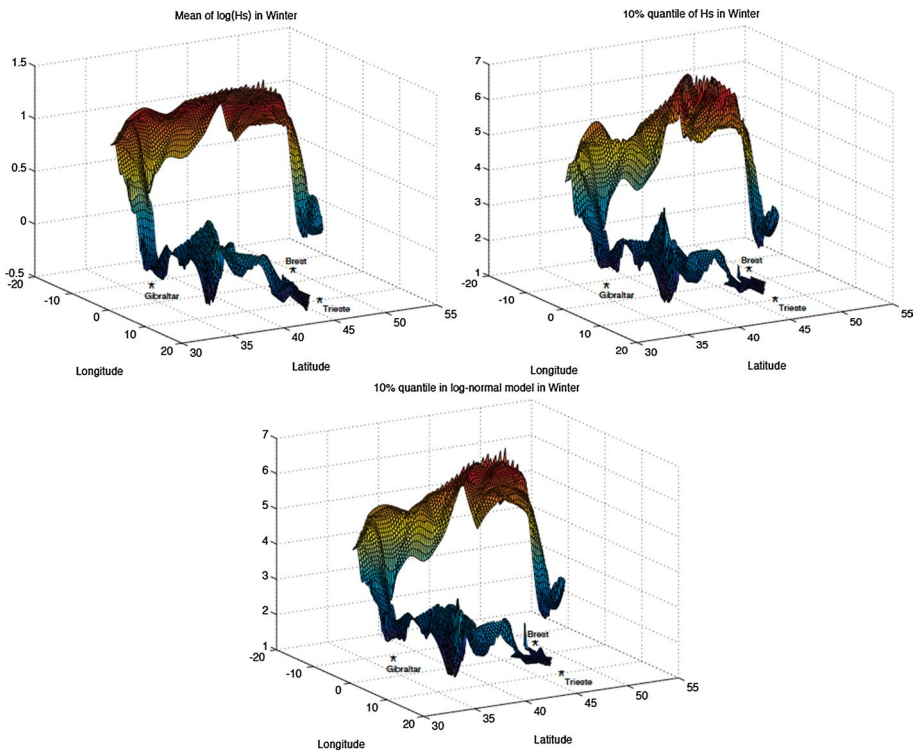 Mean of log(Hs) in Winter
1.5
1
0.5
0
-0.5
-20
-10
0
10
20
30
35
40
45
50
55
Longitude
Latitude
Gibraltar
Brest
Trieste
10% quantile of Hs in Winter
7
6
5
4
3
2
1
-20
-10
0
10
20
30
35
40
45
50
55
Longitude
Latitude
Gibraltar
Brest
Trieste
10% quantile in log-normal model in Winter
7
6
5
4
3
2
1
-20
-10
0
10
20
30
35
40
45
50
55
Longitude
Latitude
Gibraltar
Brest
Trieste